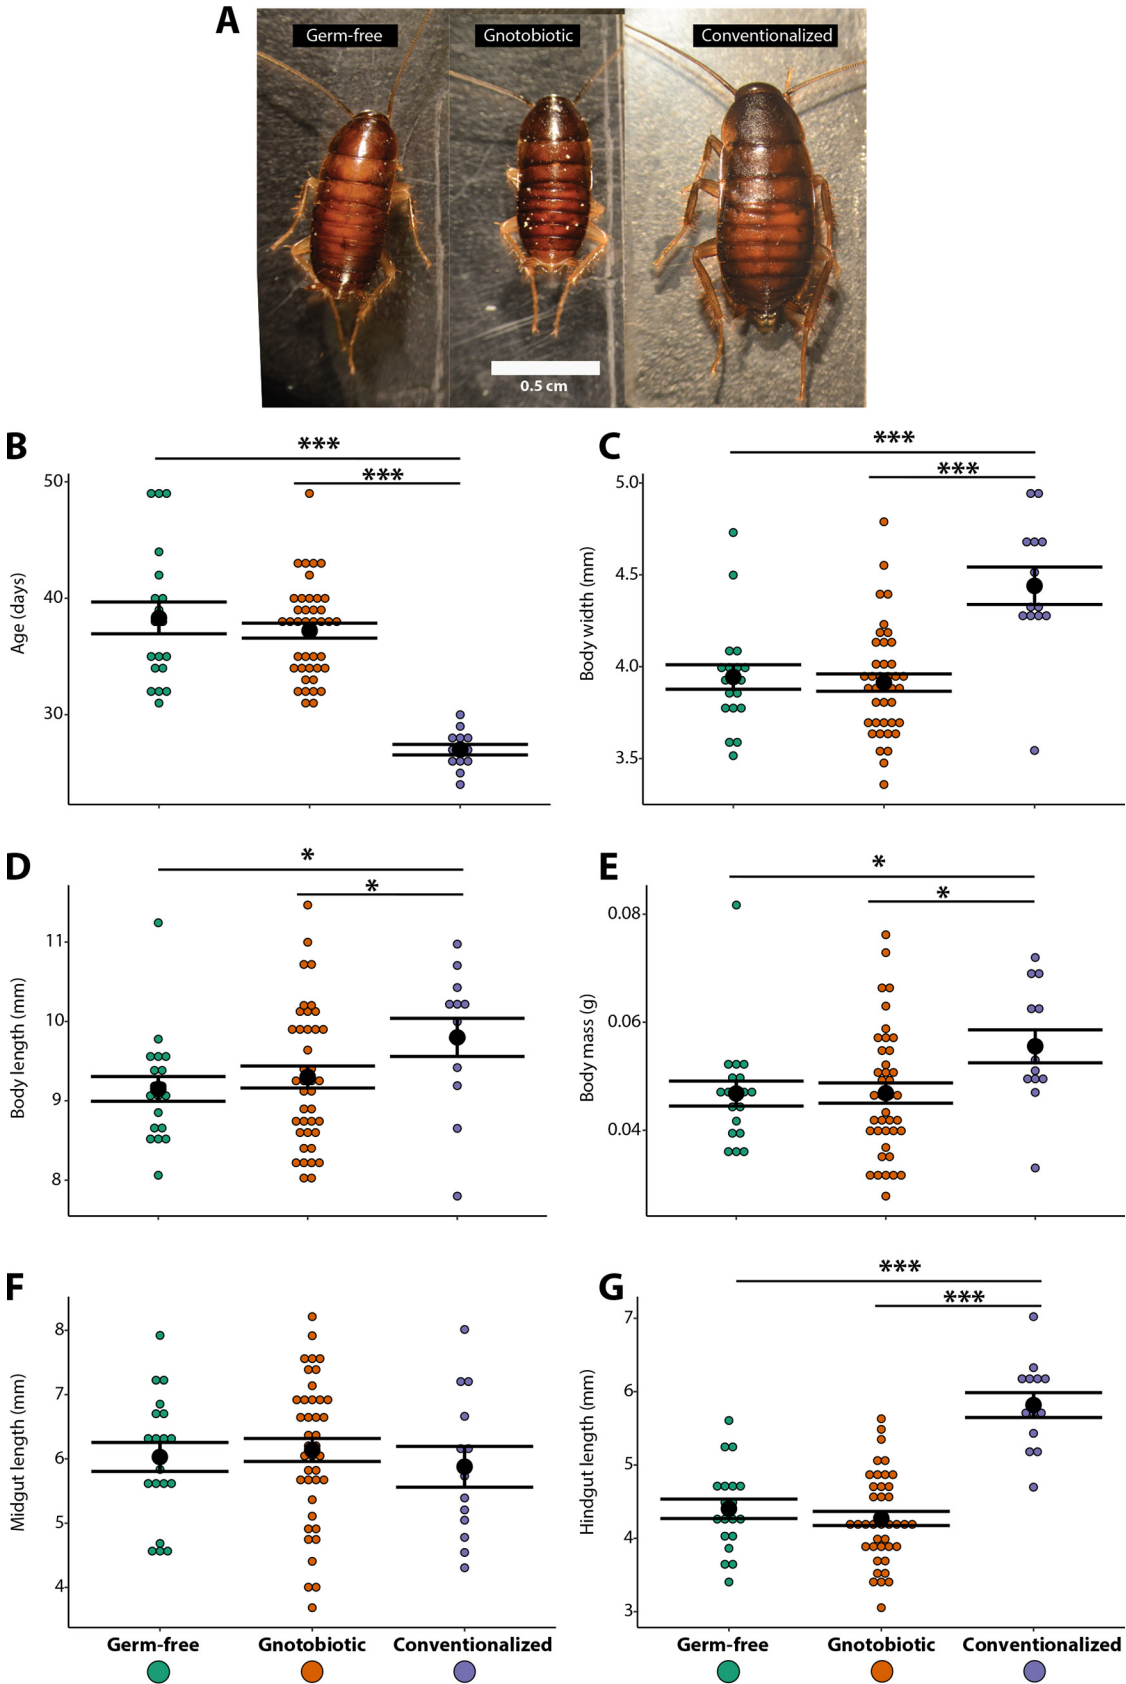 A
Germ-free Gnotobiotic Conventionalized
0.5 cm
B
***
***
50
40
30
Age (days)
C
***
***
5.0
4.5
4.0
3.5
Body width (mm)
D
*
*
11
10
9
8
Body length (mm)
E
*
*
0.08
0.06
0.04
Body mass (g)
F
8
7
6
5
4
Midgut length (mm)
Germ-free Gnotobiotic Conventionalized
G
***
***
7
6
5
4
3
Hindgut length (mm)
Germ-free Gnotobiotic Conventionalized